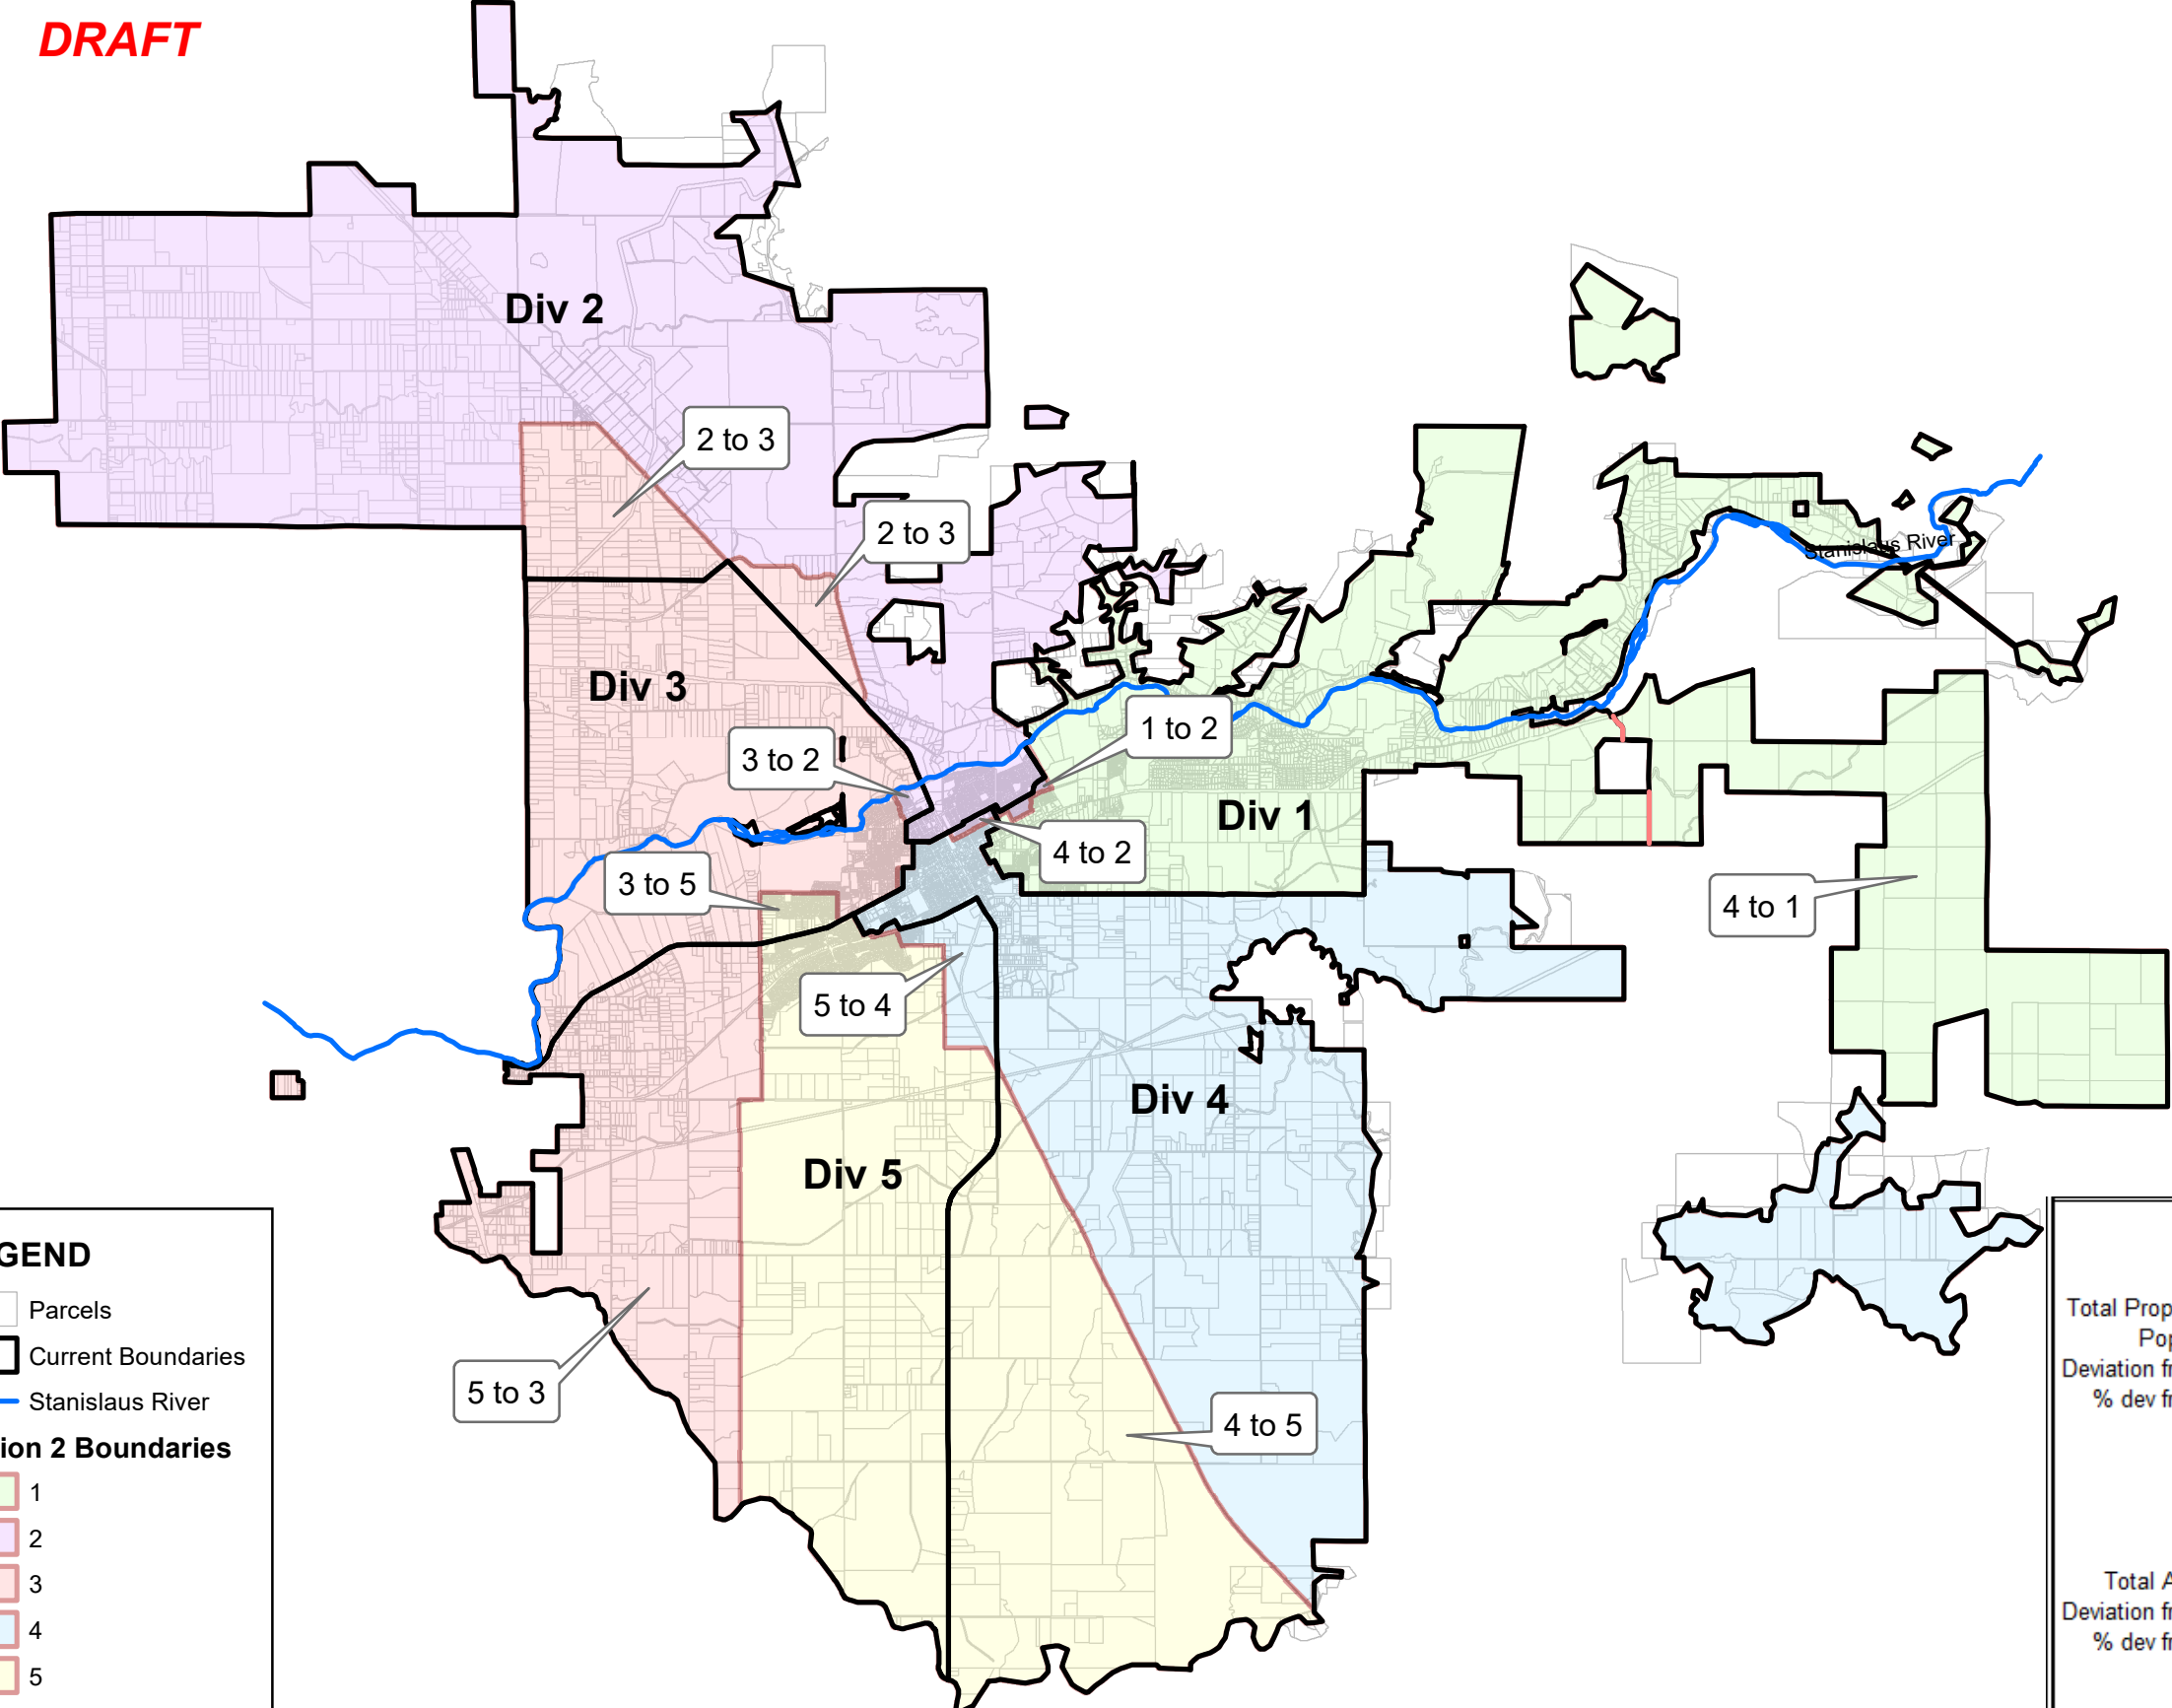 DRAFT
Div 2
2 to 3
2 to 3
Stanislaus River
Div 3
1 to 2
3 to 2
Div 1
4 to 2
3 to 5
4 to 1
5 to 4
Div 4
Div 5
5 to 3
4 to 5
GEND
Parcels
Current Boundaries
Stanislaus River
ion 2 Boundaries
1
2
3
4
5
Total Prop
Pop
Deviation fr
% dev fr
Total A
Deviation fr
% dev fr